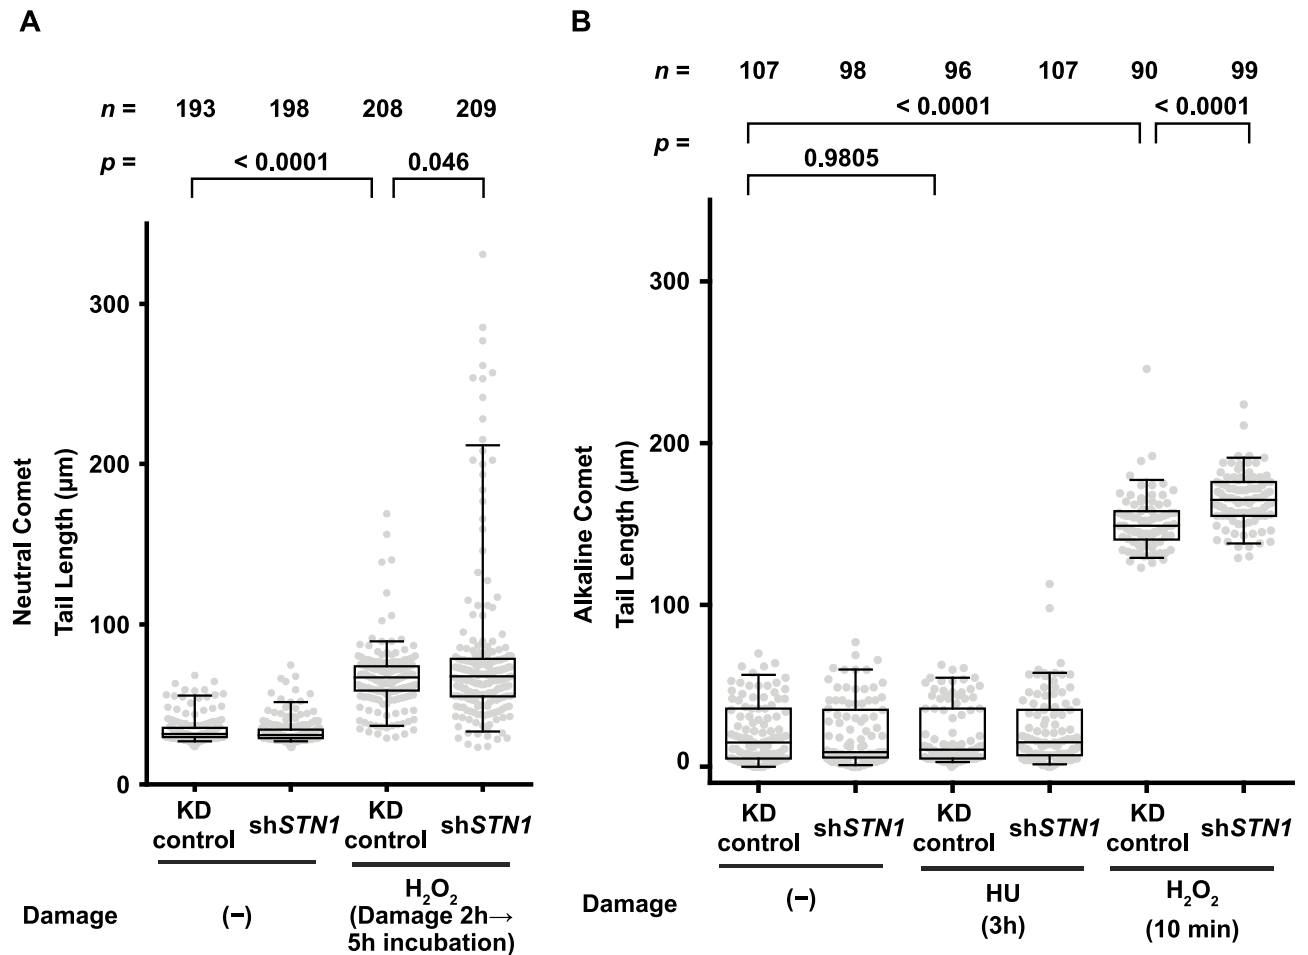 A
n = 193 198 208 209
p = < 0.0001 0.046
Neutral Comet
Tail Length (µm)
300
200
100
0
KD
control
shSTN1
KD
control
shSTN1
Damage
(−)
H₂O₂
(Damage 2h→
5h incubation)
B
n = 107 98 96 107 90 99
< 0.0001 < 0.0001
p =
0.9805
Alkaline Comet
Tail Length (µm)
300
200
100
0
KD
control
shSTN1
KD
control
shSTN1
KD
control
shSTN1
Damage
(−)
HU
(3h)
H₂O₂
(10 min)